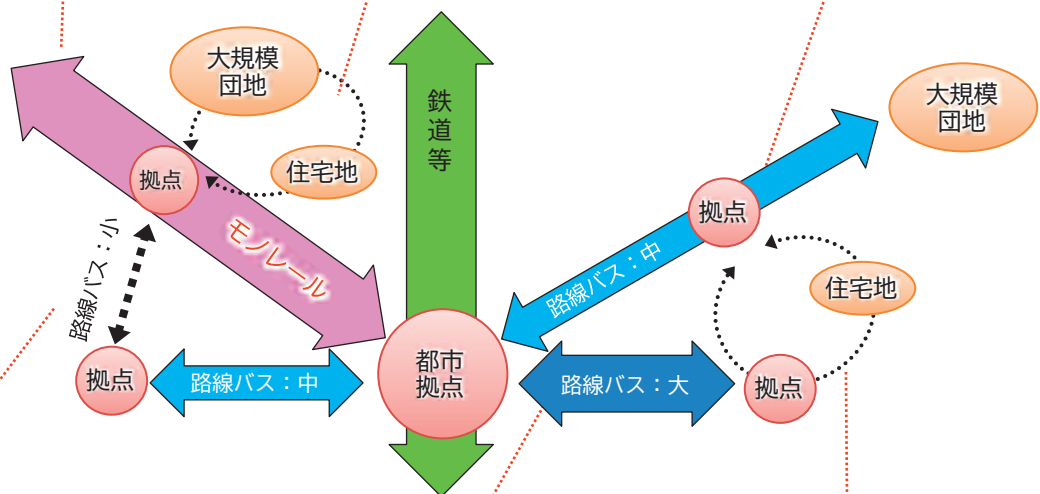 大規模
団地
鉄
道
等
大規模
団地
住宅地
拠点
拠点
モノレール
路線バス：小
路線バス：中
住宅地
拠点
路線バス：中
都市
拠点
路線バス：大
拠点